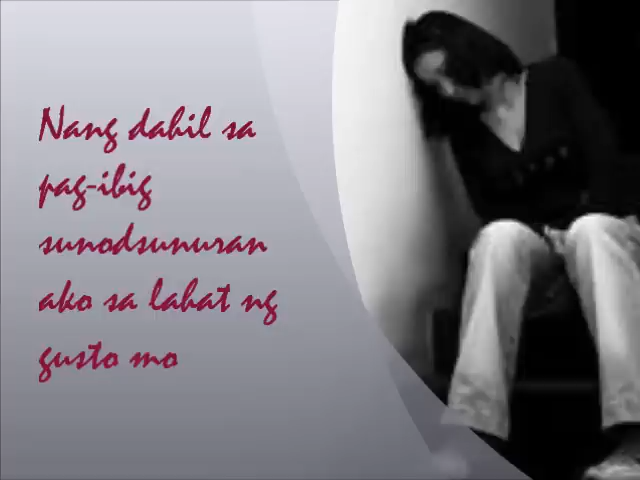 Nang dahil sa
pag-ibig
sunodsunuran
ako sa lahat ng
gusto mo